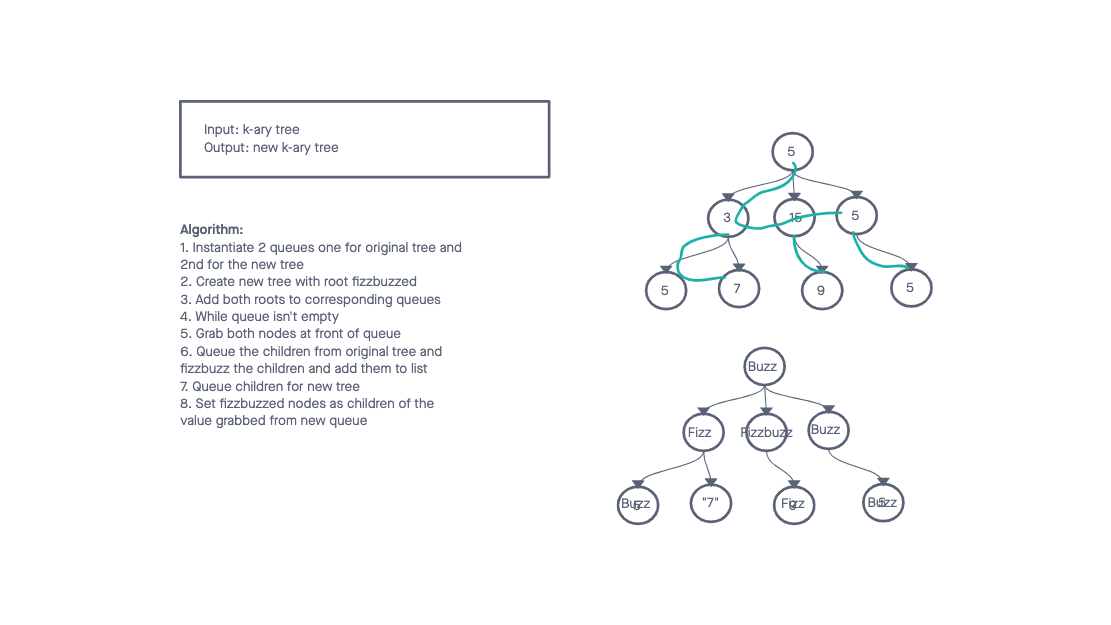 Input: k-ary tree
Output: new k-ary tree
Algorithm:
1. Instantiate 2 queues one for original tree and
2nd for the new tree
2. Create new tree with root fizzbuzzed
3. Add both roots to corresponding queues
4. While queue isn't empty
5. Grab both nodes at front of queue
6. Queue the children from original tree and
fizzbuzz the children and add them to list
7. Queue children for new tree
8. Set fizzbuzzed nodes as children of the
value grabbed from new queue
5
3 15 5
5 7 9 5
Buzz
Fizz Fizzbuzz Buzz
Buzz 5 "7" Fizz 9 Buzz 5